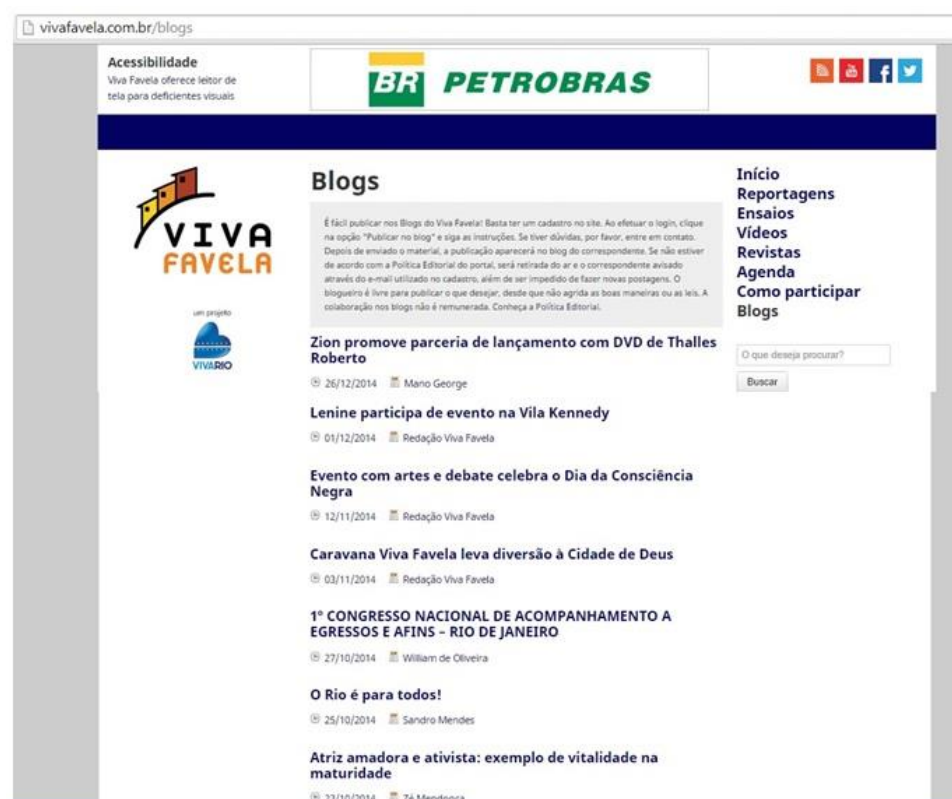 vivafavela.com.br/blogs
Acessibilidade
Viva Favela oferece leitor de
tela para deficientes visuais
BR PETROBRAS
VIVA
FAVELA
um projeto
VIVARIO
Blogs
É fácil publicar nos Blogs do Viva Favela! Basta ter um cadastro no site. Ao efetuar o login, clique
na opção "Publicar no blog" e siga as instruções. Se tiver dúvidas, por favor, entre em contato.
Depois de enviado o material, a publicação aparecerá no blog do correspondente. Se não estiver
de acordo com a Política Editorial do portal, será retirada do ar e o correspondente avisado
através do e-mail utilizado no cadastro, além de ser impedido de fazer novas postagens. O
blogueiro é livre para publicar o que desejar, desde que não agrida as boas maneiras ou as leis. A
colaboração nos blogs não é remunerada. Conheça a Política Editorial.
Zion promove parceria de lançamento com DVD de Thalles
Roberto
26/12/2014 Mano George
Lenine participa de evento na Vila Kennedy
01/12/2014 Redação Viva Favela
Evento com artes e debate celebra o Dia da Consciência
Negra
12/11/2014 Redação Viva Favela
Caravana Viva Favela leva diversão à Cidade de Deus
03/11/2014 Redação Viva Favela
1º CONGRESSO NACIONAL DE ACOMPANHAMENTO A
EGRESSOS E AFINS – RIO DE JANEIRO
27/10/2014 William de Oliveira
O Rio é para todos!
25/10/2014 Sandro Mendes
Atriz amadora e ativista: exemplo de vitalidade na
maturidade
23/10/2014 Zé Mendonça
Início
Reportagens
Ensaios
Vídeos
Revistas
Agenda
Como participar
Blogs
O que deseja procurar?
Buscar